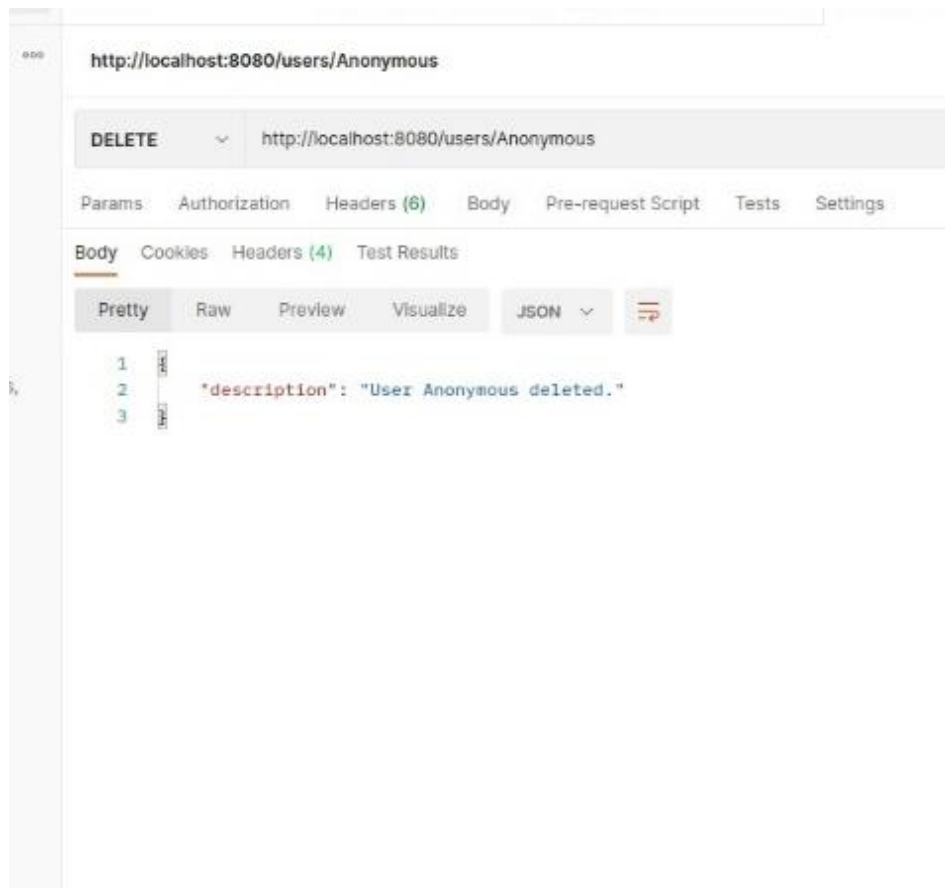 http://localhost:8080/users/Anonymous
DELETE http://localhost:8080/users/Anonymous
Params Authorization Headers (6) Body Pre-request Script Tests Settings
Body Cookies Headers (4) Test Results
Pretty Raw Preview Visualize JSON
1 {
2 "description": "User Anonymous deleted."
3 }